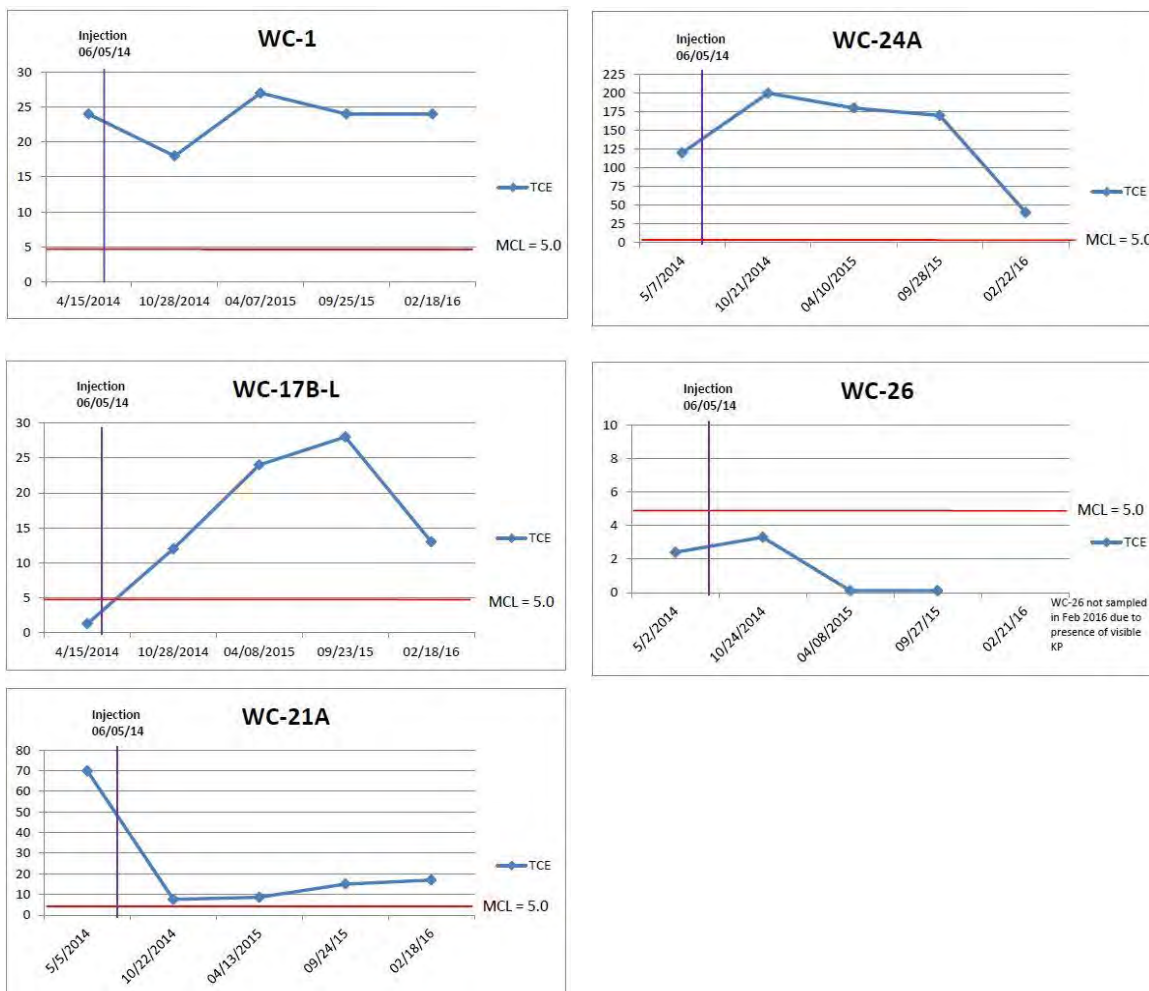 Injection
06/05/14
WC-1
30
25
20
15
10
5
0
TCE
MCL = 5.0
4/15/2014 10/28/2014 04/07/2015 09/25/15 02/18/16
Injection
06/05/14
WC-24A
225
200
175
150
125
100
75
50
25
0
TCE
MCL = 5.0
5/7/2014 10/21/2014 04/10/2015 09/28/15 02/22/16
Injection
06/05/14
WC-17B-L
30
25
20
15
10
5
0
TCE
MCL = 5.0
4/15/2014 10/28/2014 04/08/2015 09/23/15 02/18/16
Injection
06/05/14
WC-26
10
8
6
4
2
0
MCL = 5.0
TCE
5/2/2014 10/24/2014 04/08/2015 09/27/15 02/21/16
WC-26 not sampled
in Feb 2016 due to
presence of visible
KP
Injection
06/05/14
WC-21A
80
70
60
50
40
30
20
10
0
TCE
MCL = 5.0
5/5/2014 10/22/2014 04/13/2015 09/24/15 02/18/16